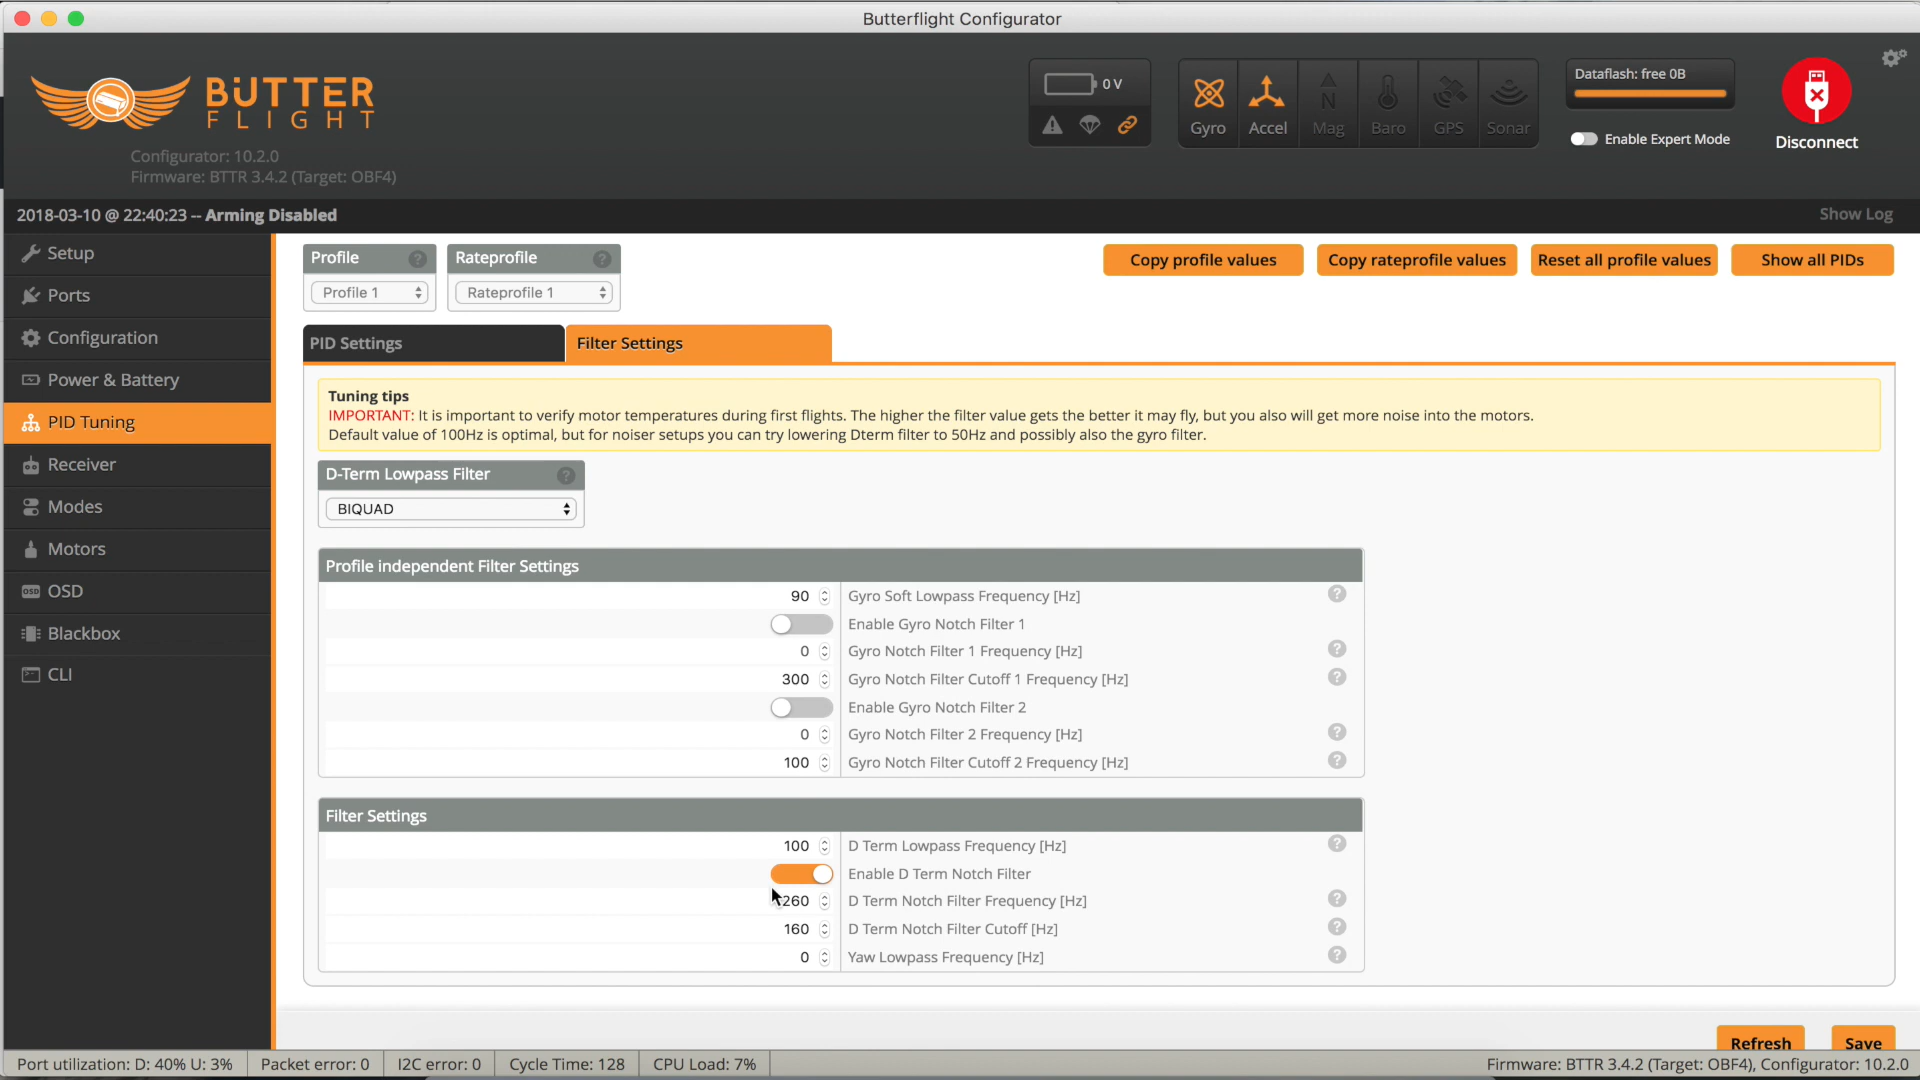 Butterflight Configurator
BUTTER
FLIGHT
Configurator: 10.2.0
Firmware: BTTR 3.4.2 (Target: OBF4)
0 V
Gyro
Accel
Mag
Baro
GPS
Sonar
Dataflash: free 0B
Enable Expert Mode
Disconnect
2018-03-10 @ 22:40:23 -- Arming Disabled
Show Log
Setup
Ports
Configuration
Power & Battery
PID Tuning
Receiver
Modes
Motors
OSD
Blackbox
CLI
Profile
Profile 1
Rateprofile
Rateprofile 1
Copy profile values
Copy rateprofile values
Reset all profile values
Show all PIDs
PID Settings
Filter Settings
Tuning tips
IMPORTANT: It is important to verify motor temperatures during first flights. The higher the filter value gets the better it may fly, but you also will get more noise into the motors.
Default value of 100Hz is optimal, but for noiser setups you can try lowering Dterm filter to 50Hz and possibly also the gyro filter.
D-Term Lowpass Filter
BIQUAD
Profile independent Filter Settings
90 Gyro Soft Lowpass Frequency [Hz]
Enable Gyro Notch Filter 1
0 Gyro Notch Filter 1 Frequency [Hz]
300 Gyro Notch Filter Cutoff 1 Frequency [Hz]
Enable Gyro Notch Filter 2
0 Gyro Notch Filter 2 Frequency [Hz]
100 Gyro Notch Filter Cutoff 2 Frequency [Hz]
Filter Settings
100 D Term Lowpass Frequency [Hz]
Enable D Term Notch Filter
260 D Term Notch Filter Frequency [Hz]
160 D Term Notch Filter Cutoff [Hz]
0 Yaw Lowpass Frequency [Hz]
Refresh
Save
Port utilization: D: 40% U: 3%
Packet error: 0
I2C error: 0
Cycle Time: 128
CPU Load: 7%
Firmware: BTTR 3.4.2 (Target: OBF4), Configurator: 10.2.0